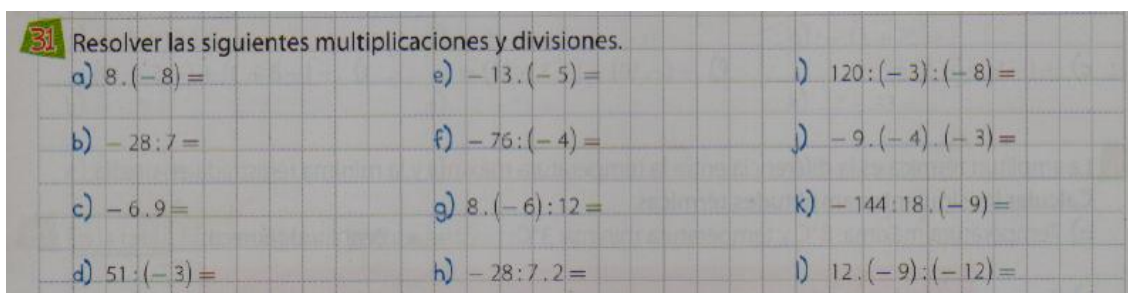 31 Resolver las siguientes multiplicaciones y divisiones.
a) 8 . (− 8) =
e) − 13 . (− 5) =
i) 120 : (− 3) : (− 8) =
b) − 28 : 7 =
f) − 76 : (− 4) =
j) − 9 . (− 4) . (− 3) =
c) − 6 . 9 =
g) 8 . (− 6) : 12 =
k) − 144 : 18 . (− 9) =
d) 51 : (− 3) =
h) − 28 : 7 . 2 =
l) 12 . (− 9) : (− 12) =